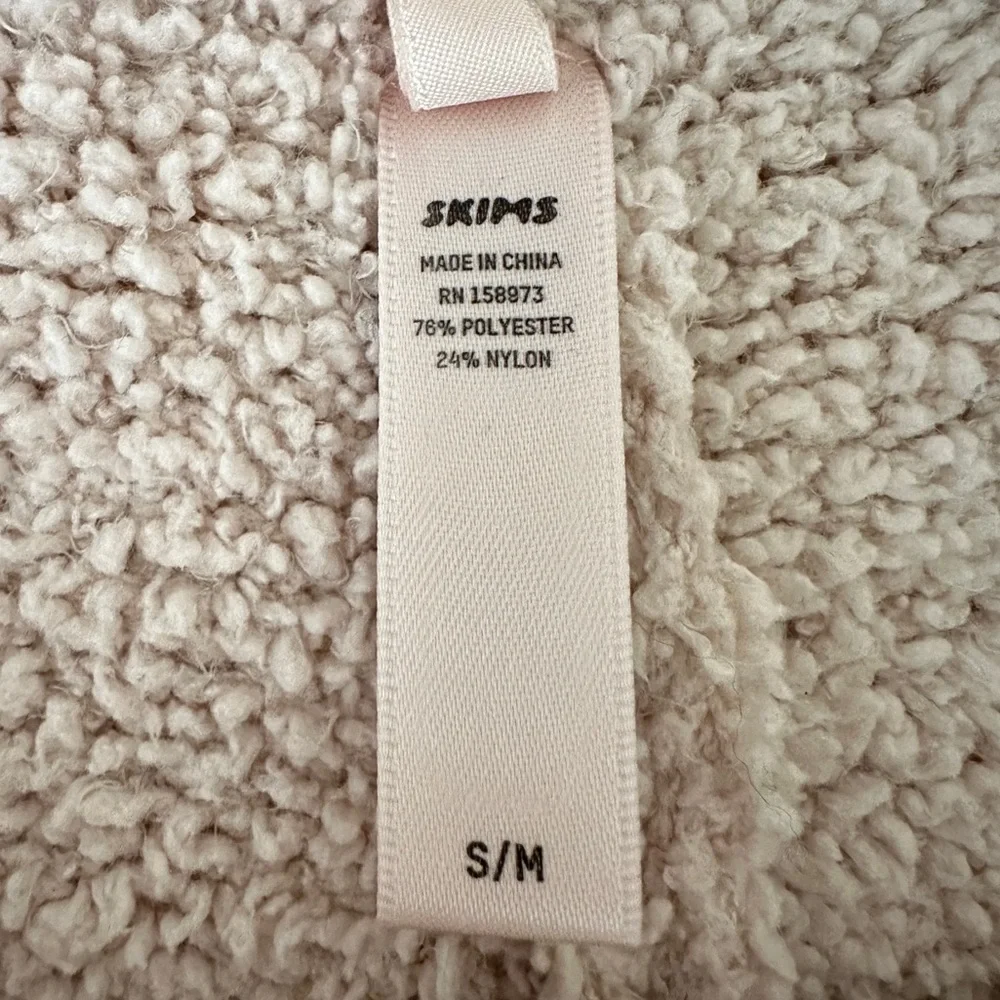 SKIMS
MADE IN CHINA
RN 158973
76% POLYESTER
24% NYLON
S/M